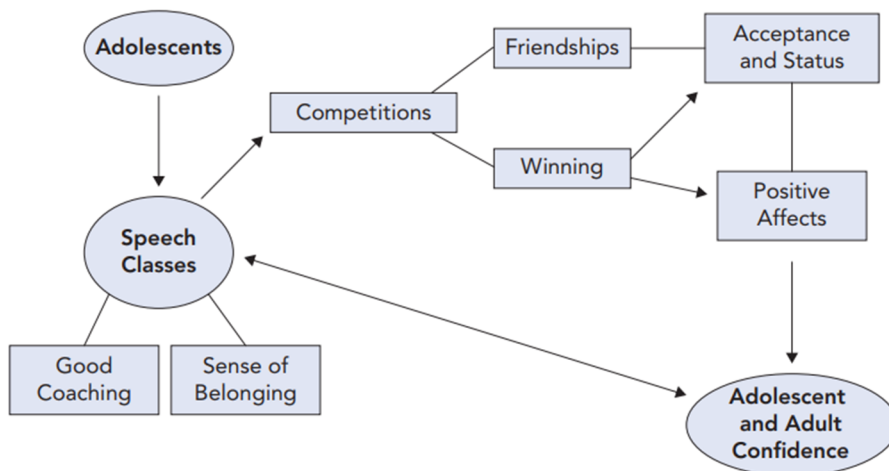 Adolescents
Friendships
Acceptance
and Status
Competitions
Winning
Positive
Affects
Speech
Classes
Good
Coaching
Sense of
Belonging
Adolescent
and Adult
Confidence